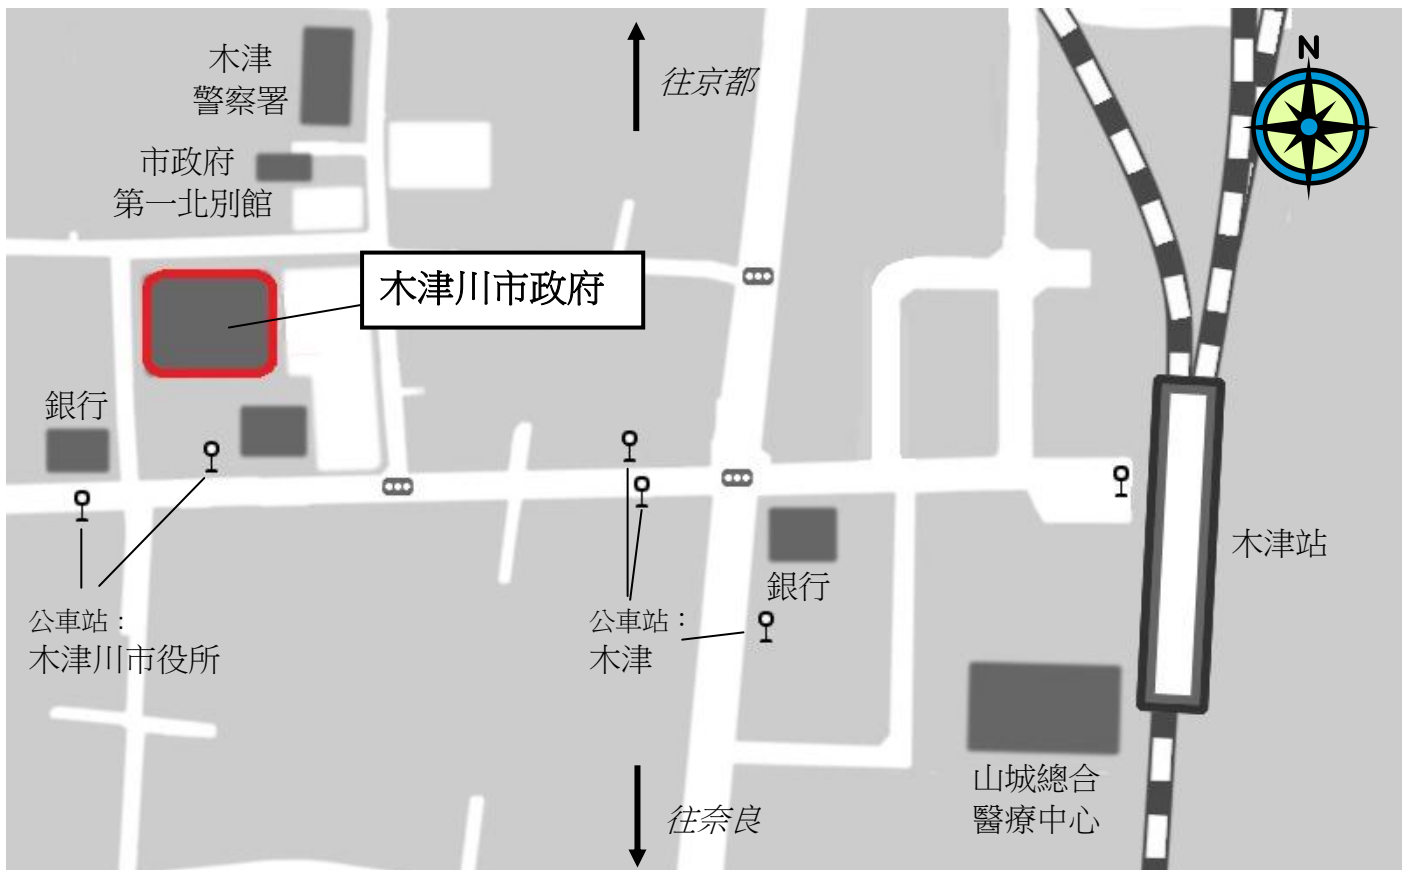 N
木津
警察署
往京都
市政府
第一北別館
木津川市政府
銀行
木津站
銀行
公車站：
木津川市役所
公車站：
木津
山城總合
醫療中心
往奈良